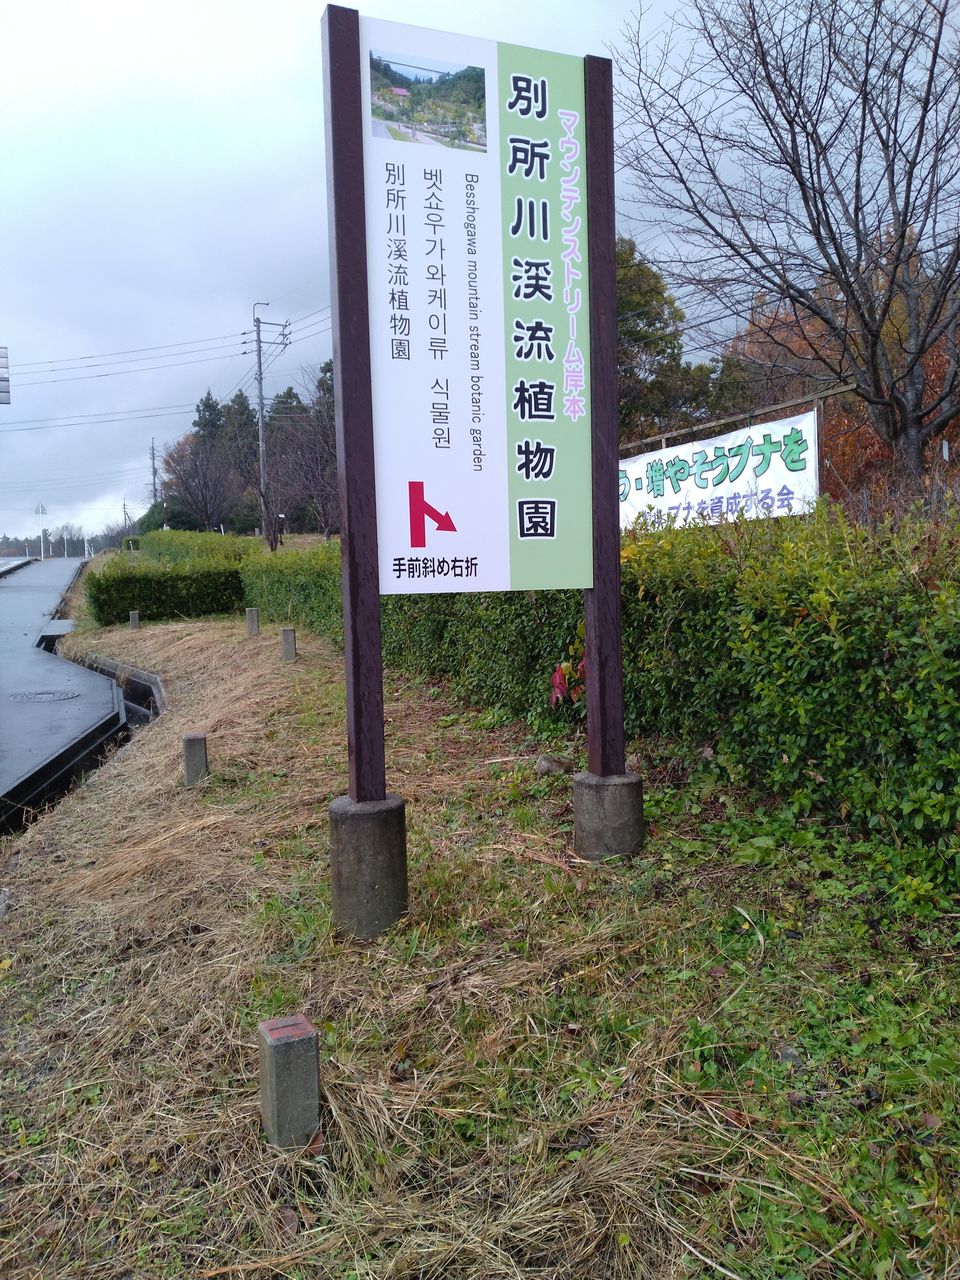 マウンテンストリーム岸本
別所川渓流植物園
Besshogawa mountain stream botanic garden
벳쇼우가와케이류 식물원
別所川溪流植物園
手前斜め右折
う・増やそうブナを
ブナを育成する会